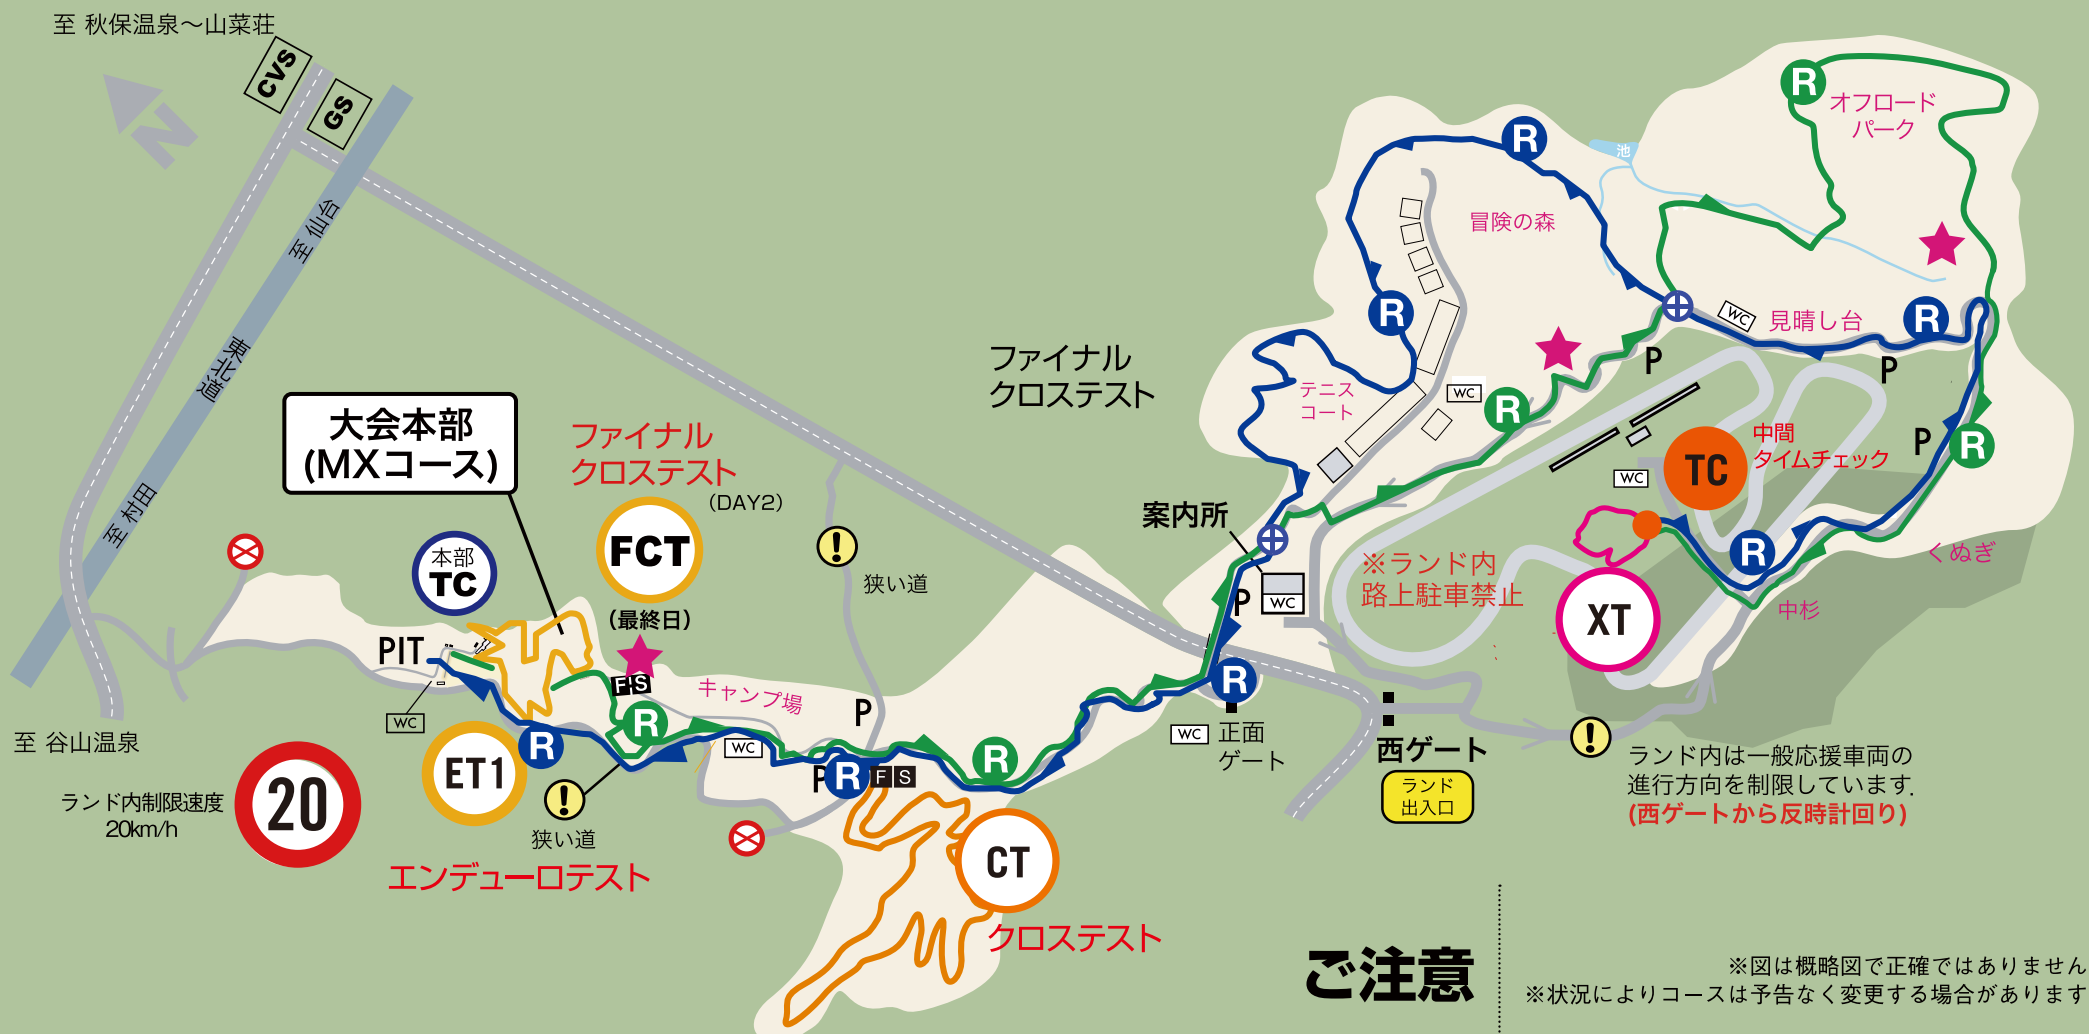 至 秋保温泉〜山菜荘
CVS
GS
N
至 仙台
東北道
至 村田
至 谷山温泉
大会本部
(MXコース)
ファイナル
クロステスト
(DAY2)
FCT
(最終日)
本部
TC
PIT
WC
F S
R
キャンプ場
ET1
R
!
狭い道
エンデューロテスト
ランド内制限速度
20km/h
20
!
狭い道
P
WC
P
R
F S
R
CT
クロステスト
ファイナル
クロステスト
案内所
P
WC
R
WC
正面
ゲート
テニス
コート
R
R
冒険の森
池
R
オフロード
パーク
WC
見晴し台
R
P
P
WC
R
P
R
WC
TC
中間
タイムチェック
R
XT
くぬぎ
中杉
※ランド内
路上駐車禁止
西ゲート
ランド
出入口
!
ランド内は一般応援車両の
進行方向を制限しています.
(西ゲートから反時計回り)
ご注意
※図は概略図で正確ではありません
※状況によりコースは予告なく変更する場合があります